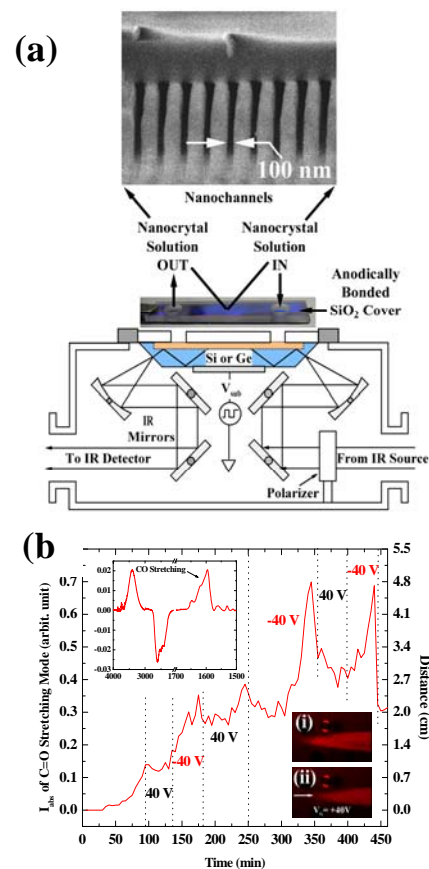 (a)
100 nm
Nanochannels
Nanocrytal
Solution
OUT
Nanocrystal
Solution
IN
Anodically
Bonded
SiO₂ Cover
Si or Ge
V_sub
IR
Mirrors
To IR Detector
From IR Source
Polarizer
(b)
I_abs of C=O Stretching Mode (arbit. unit)
0.7
0.6
0.5
0.4
0.3
0.2
0.1
0.0
0 50 100 150 200 250 300 350 400 450
Time (min)
5.5
4.8
4.1
3.4
2.7
2.0
1.4
0.7
0.0
Distance (cm)
CO Stretching
0.02
0.01
0.00
-0.01
-0.02
-0.03
4000 3000 1700 1600 1500
40 V
-40 V
40 V
-40 V
40 V
-40 V
(i)
(ii)
= +40V